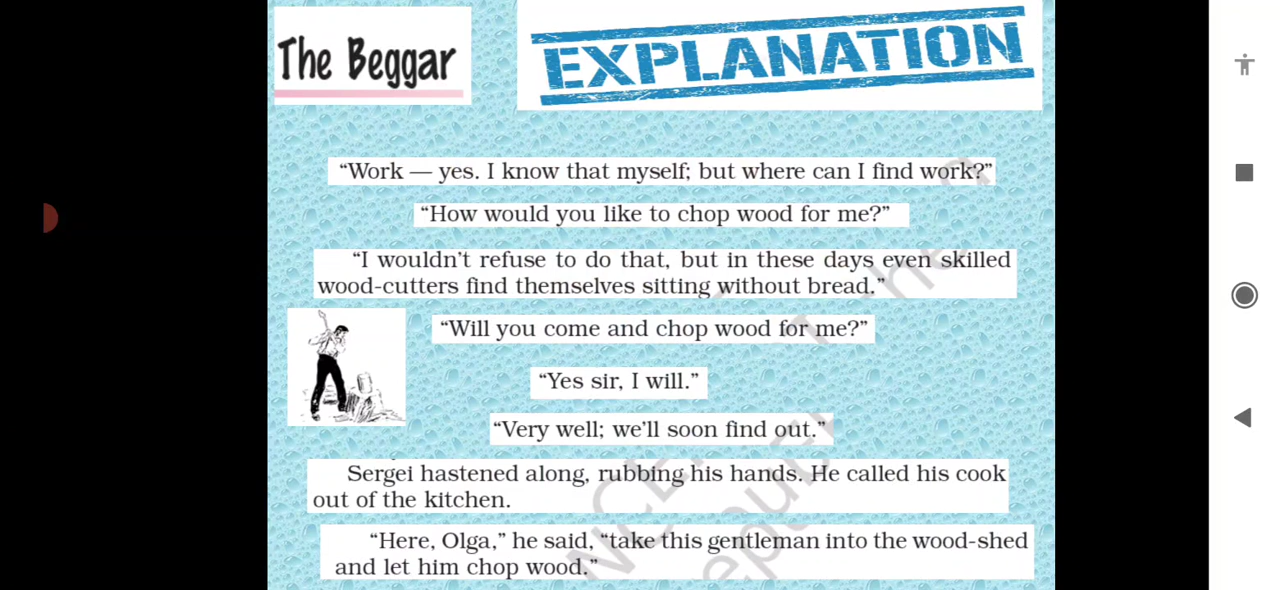 The Beggar
EXPLANATION
“Work — yes. I know that myself; but where can I find work?”
“How would you like to chop wood for me?”
“I wouldn’t refuse to do that, but in these days even skilled
wood-cutters find themselves sitting without bread.”
“Will you come and chop wood for me?”
“Yes sir, I will.”
“Very well; we’ll soon find out.”
Sergei hastened along, rubbing his hands. He called his cook
out of the kitchen.
“Here, Olga,” he said, “take this gentleman into the wood-shed
and let him chop wood.”